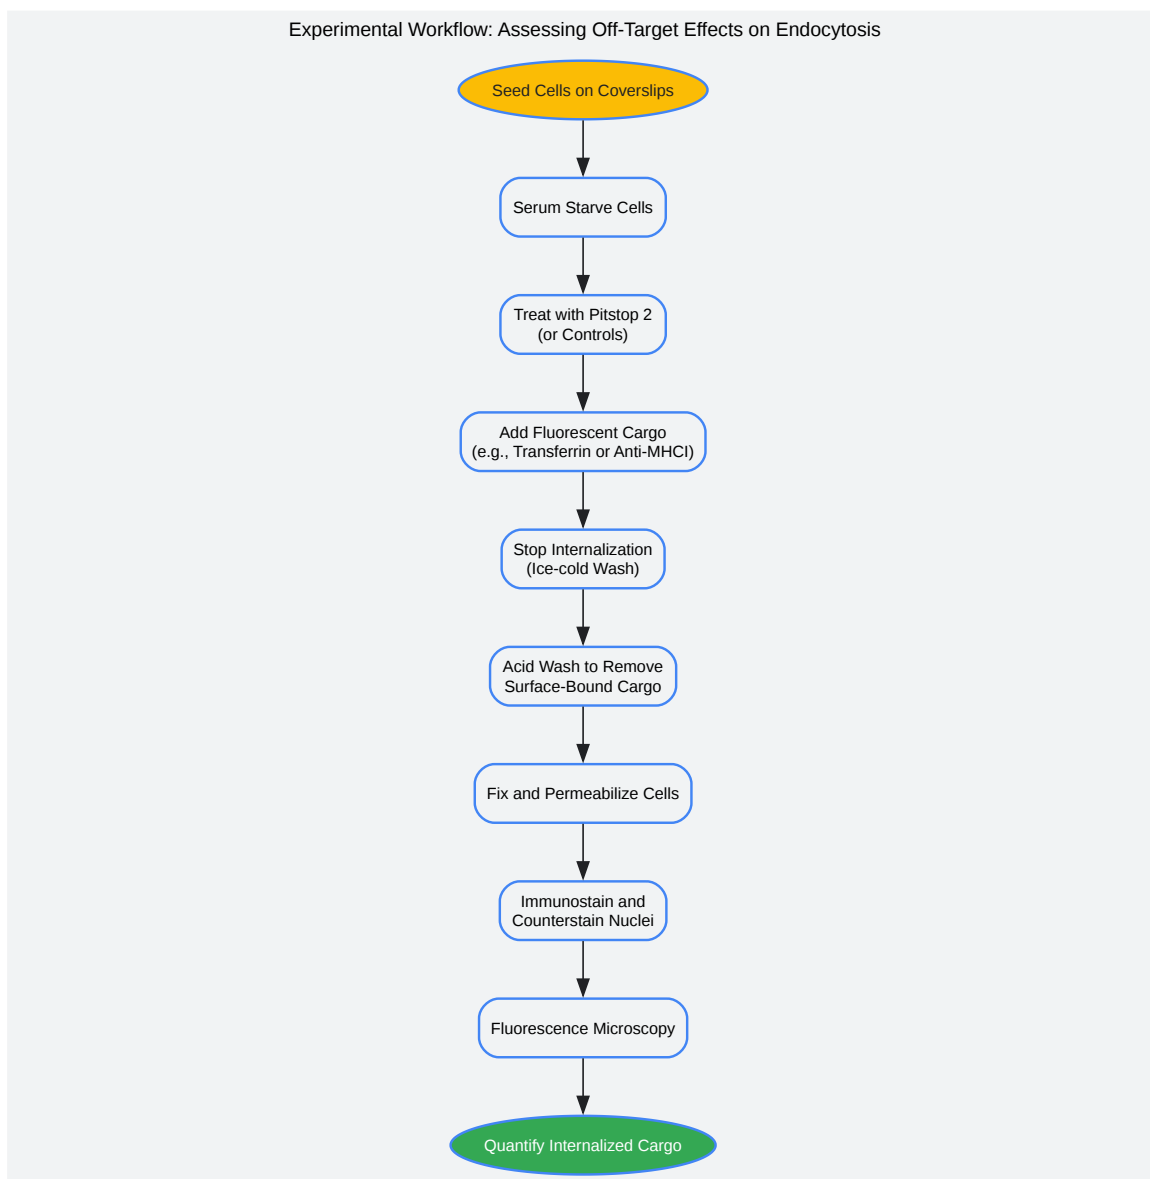 Experimental Workflow: Assessing Off-Target Effects on Endocytosis
Seed Cells on Coverslips
Serum Starve Cells
Treat with Pitstop 2
(or Controls)
Add Fluorescent Cargo
(e.g., Transferrin or Anti-MHCI)
Stop Internalization
(Ice-cold Wash)
Acid Wash to Remove
Surface-Bound Cargo
Fix and Permeabilize Cells
Immunostain and
Counterstain Nuclei
Fluorescence Microscopy
Quantify Internalized Cargo